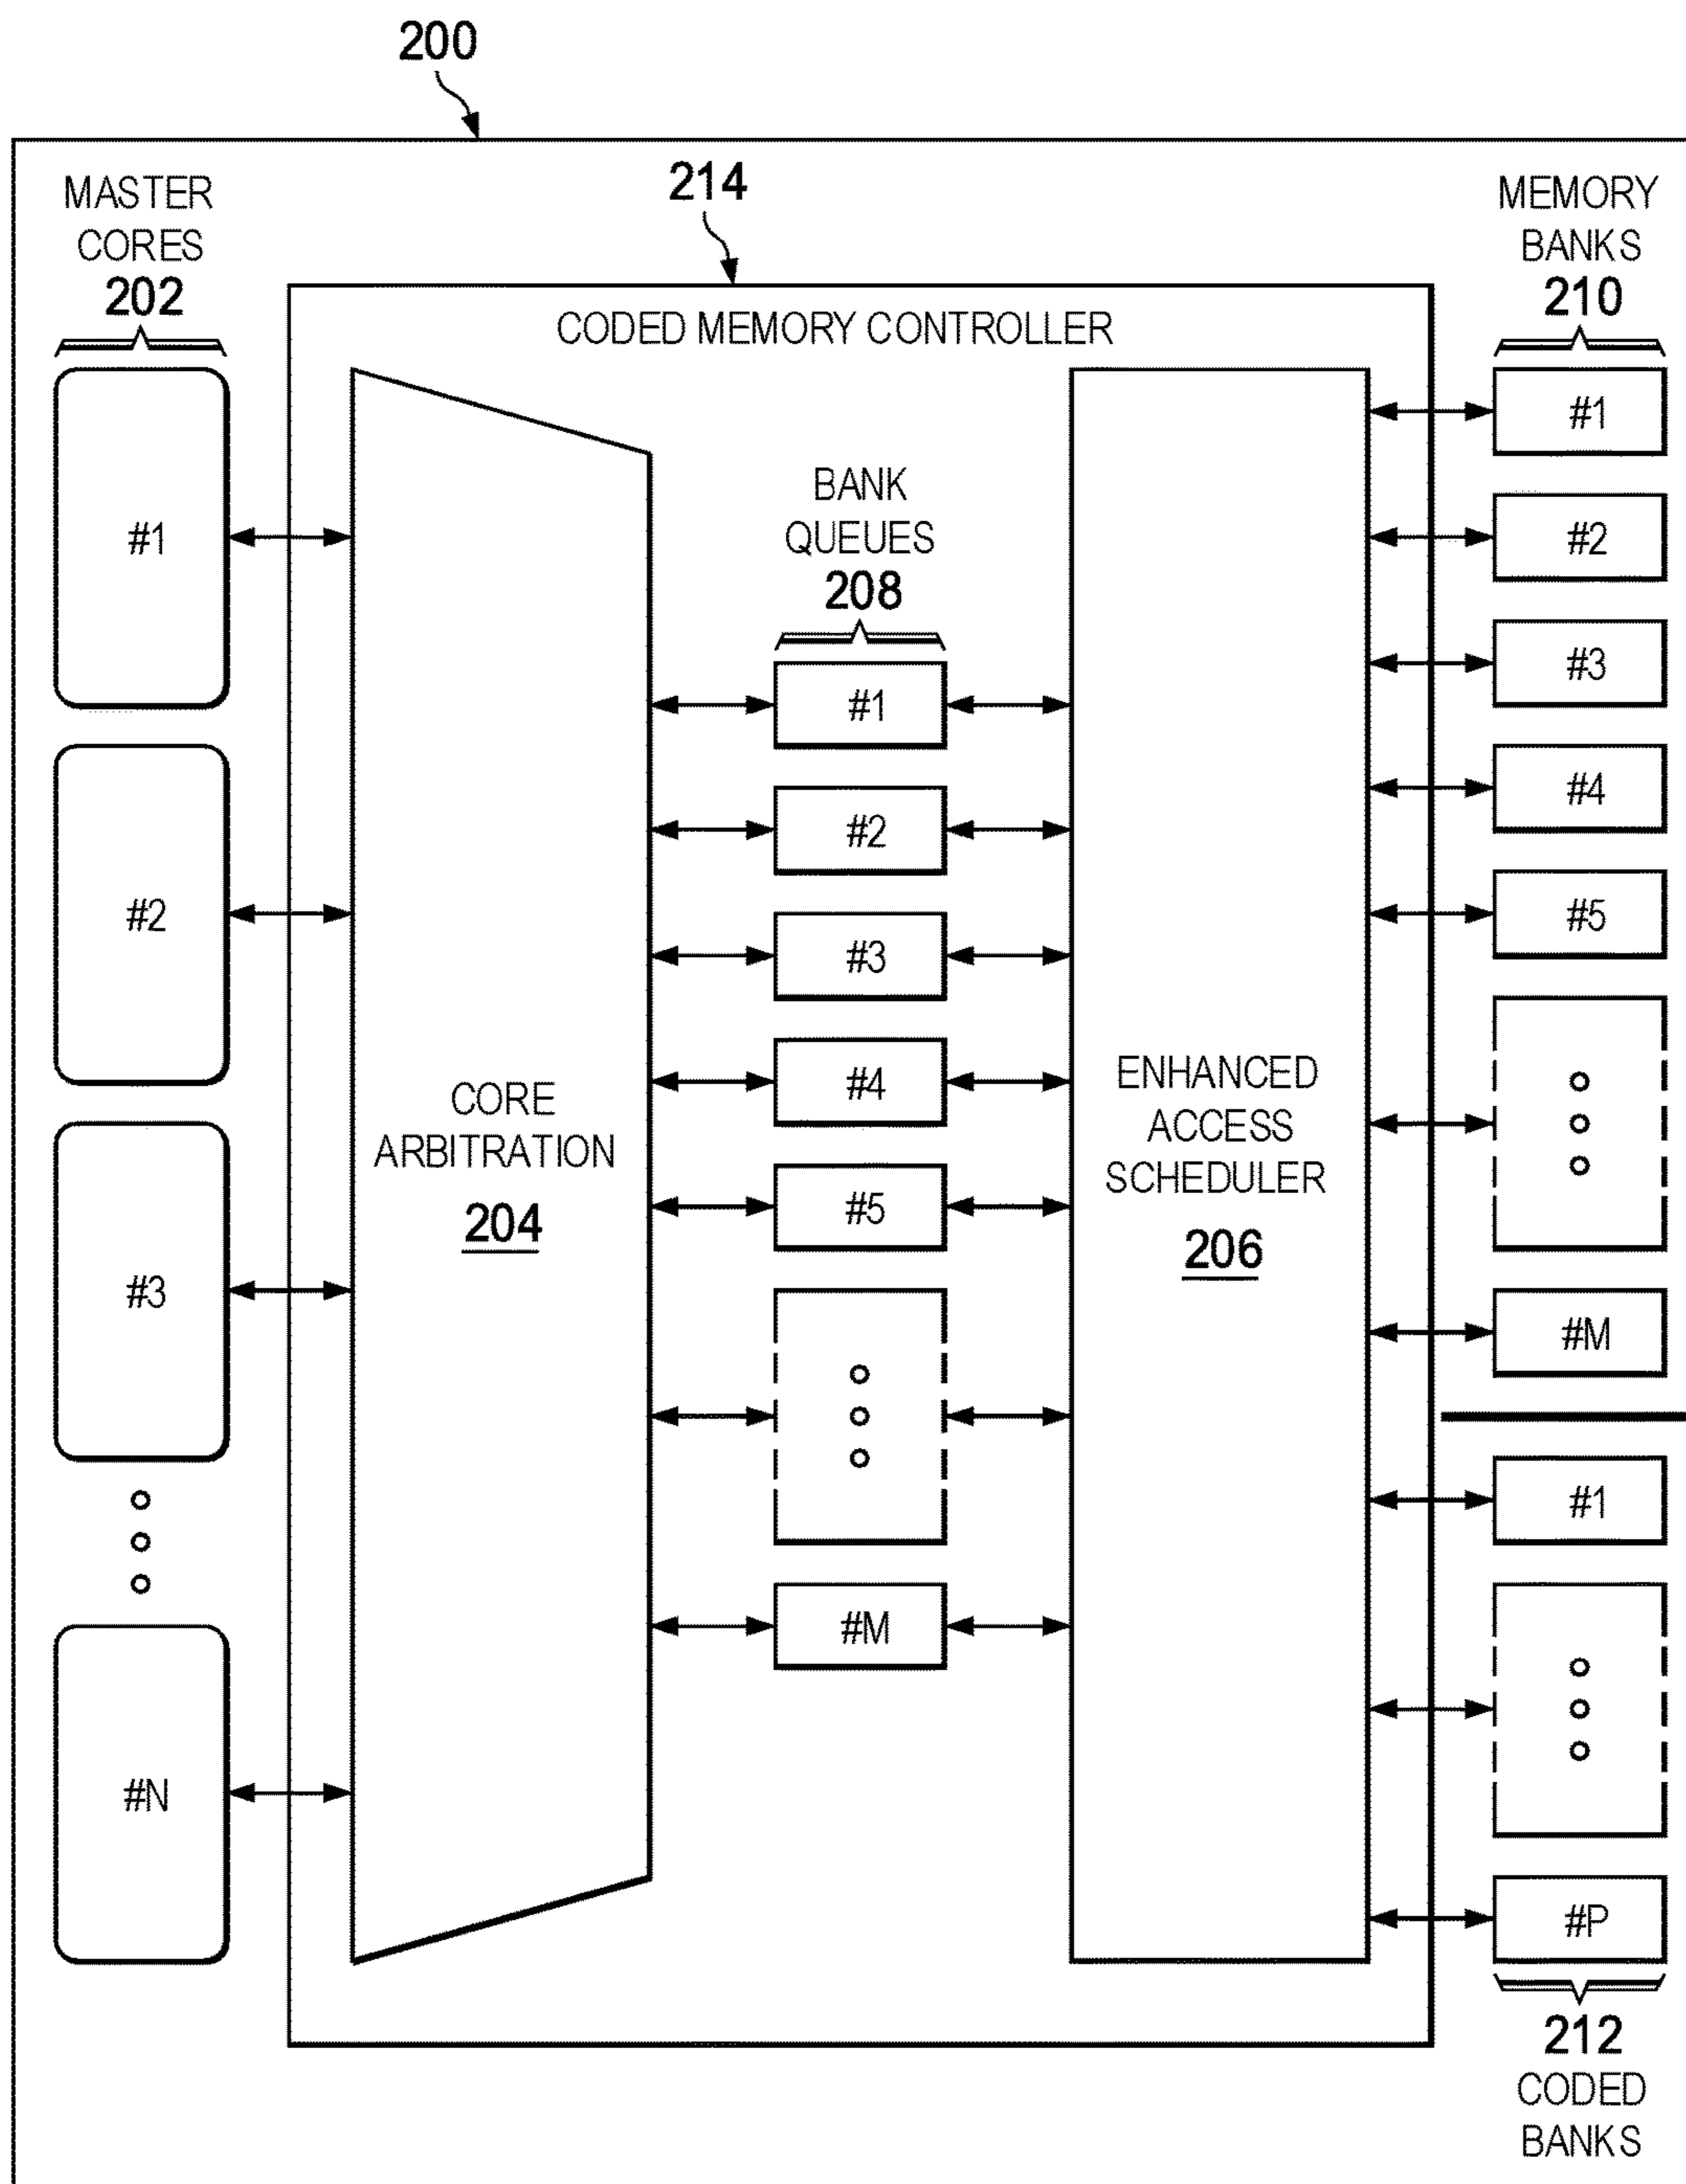 200
214
MASTER
CORES
202
#1
#2
#3
#N
CODED MEMORY CONTROLLER
CORE
ARBITRATION
204
BANK
QUEUES
208
#1
#2
#3
#4
#5
#M
ENHANCED
ACCESS
SCHEDULER
206
MEMORY
BANKS
210
#1
#2
#3
#4
#5
#M
#1
#P
212
CODED
BANKS